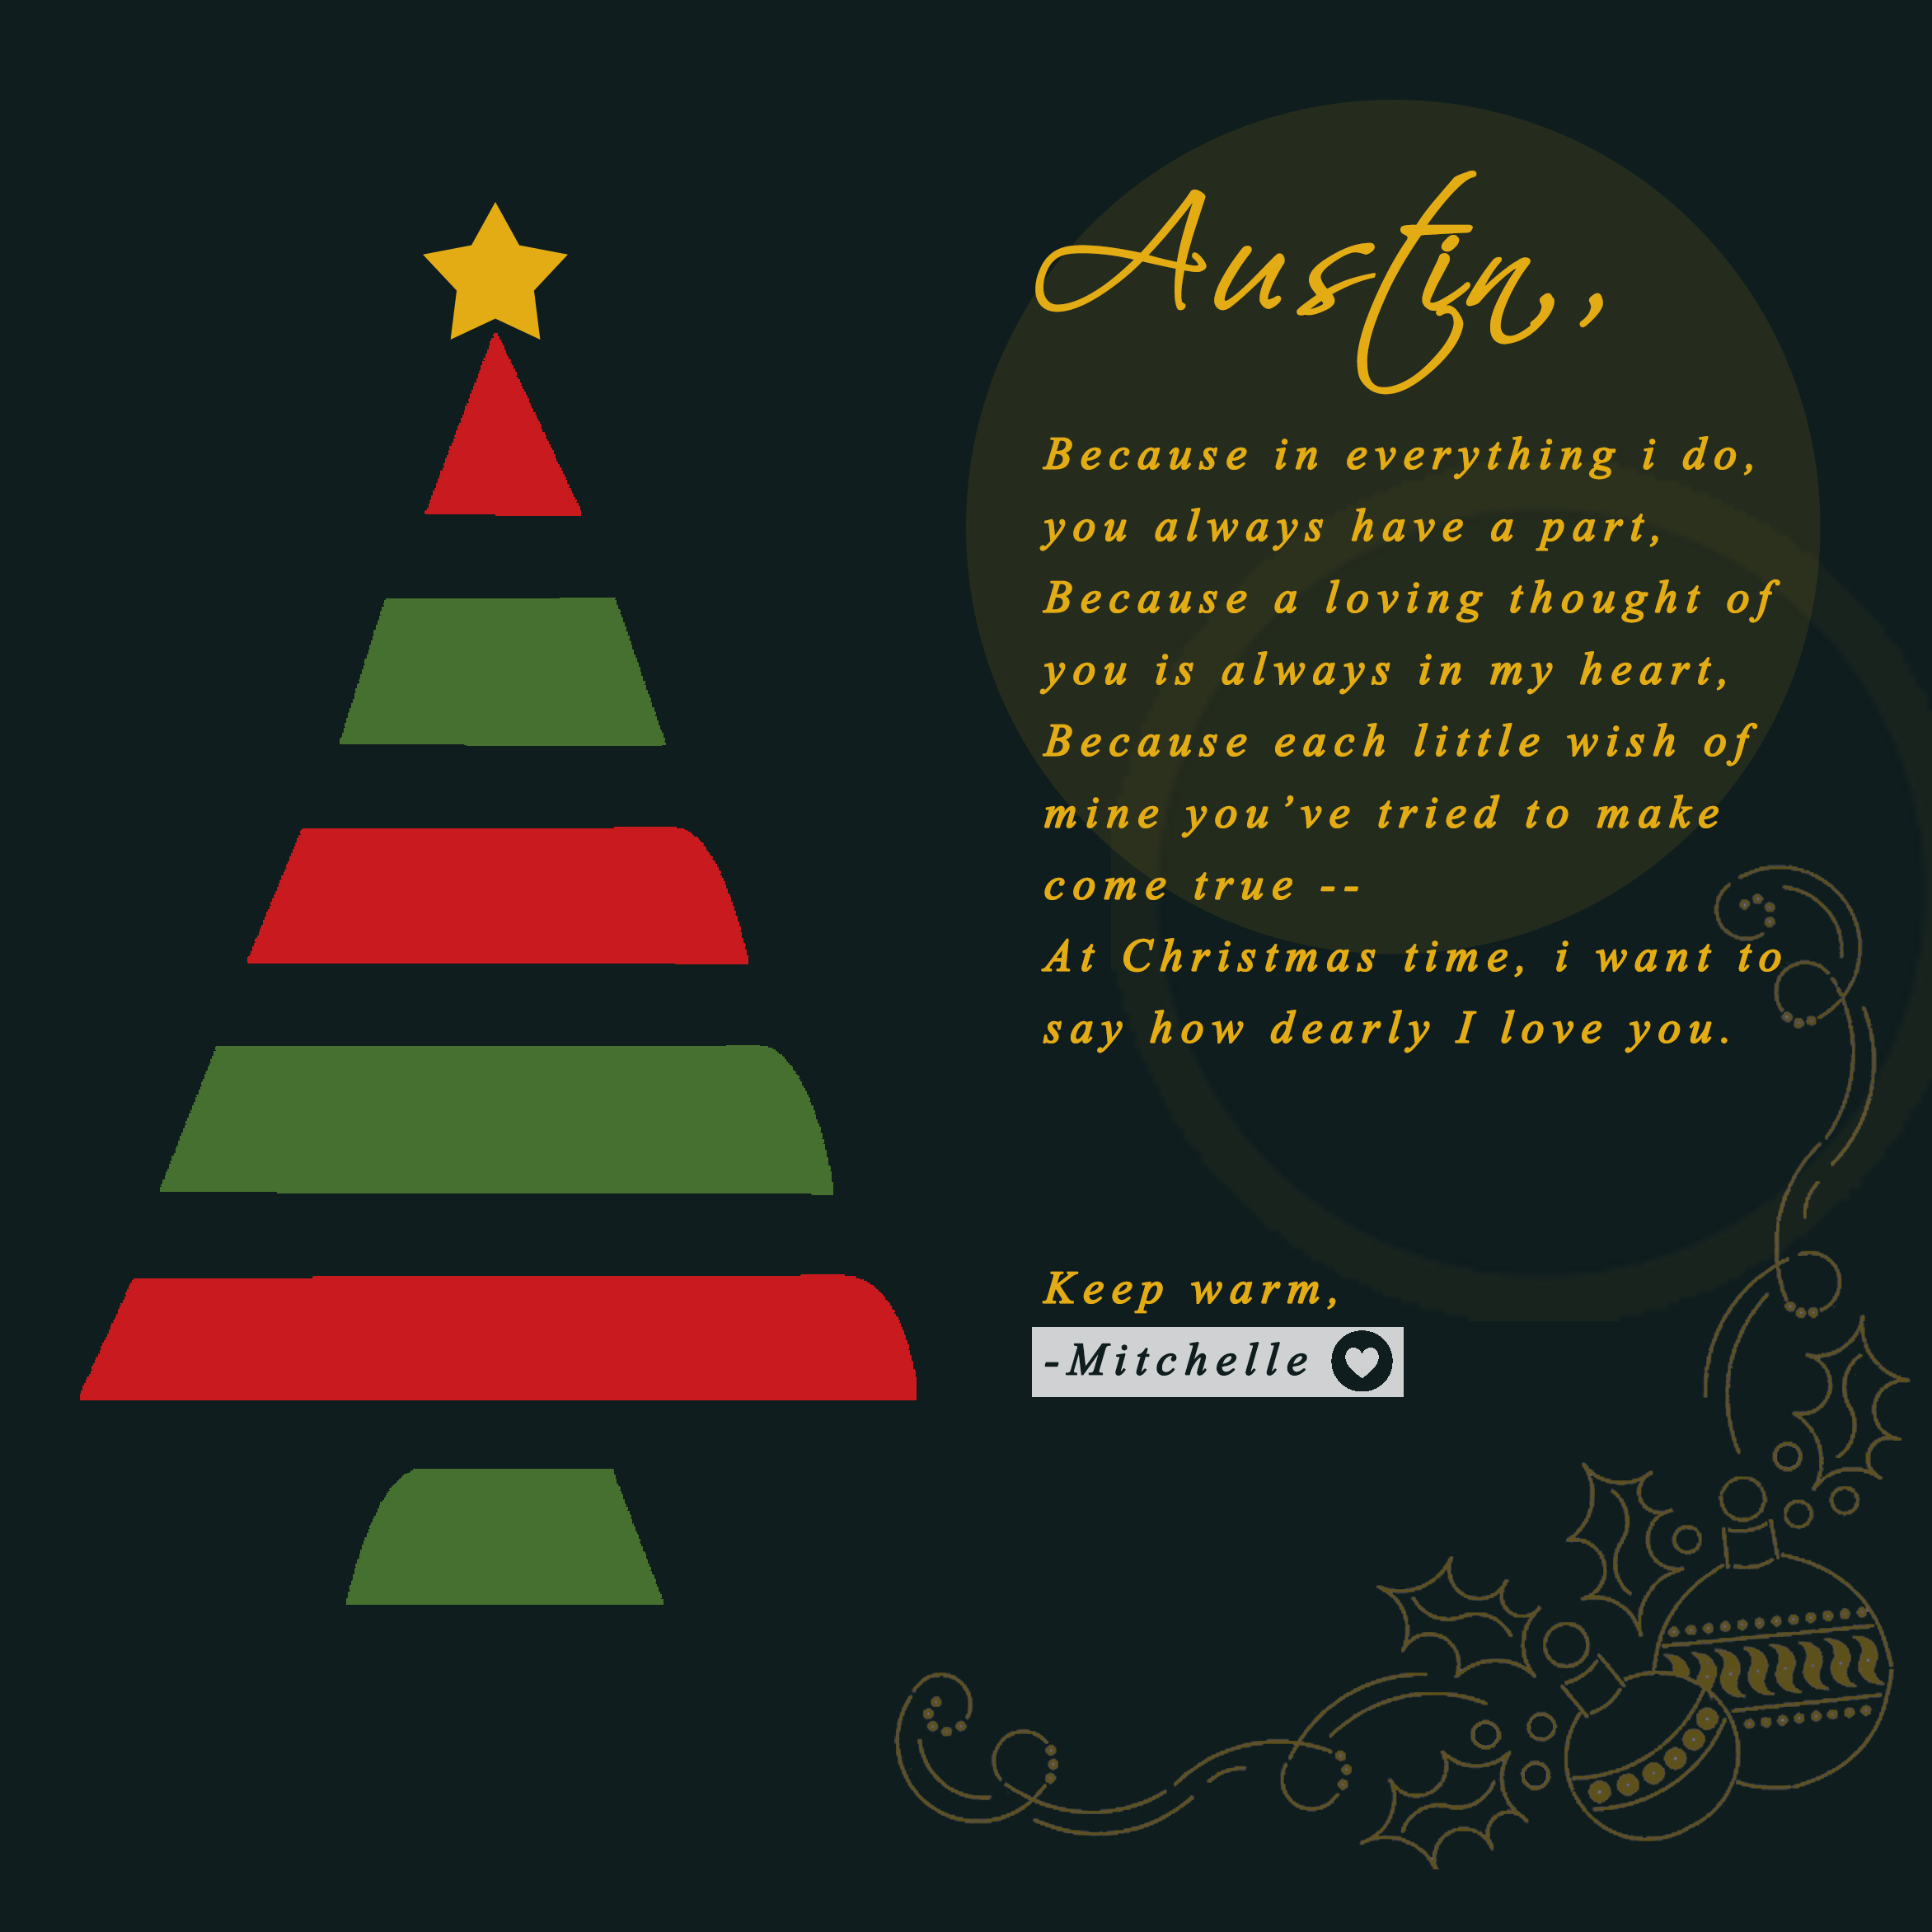 Austin,,
Because in everything i do,
you always have a part,
Because a loving thought of
you is always in my heart,
Because each little wish of
mine you’ve tried to make
come true --
At Christmas time, i want to
say how dearly I love you.
Keep warm,
-Mitchelle